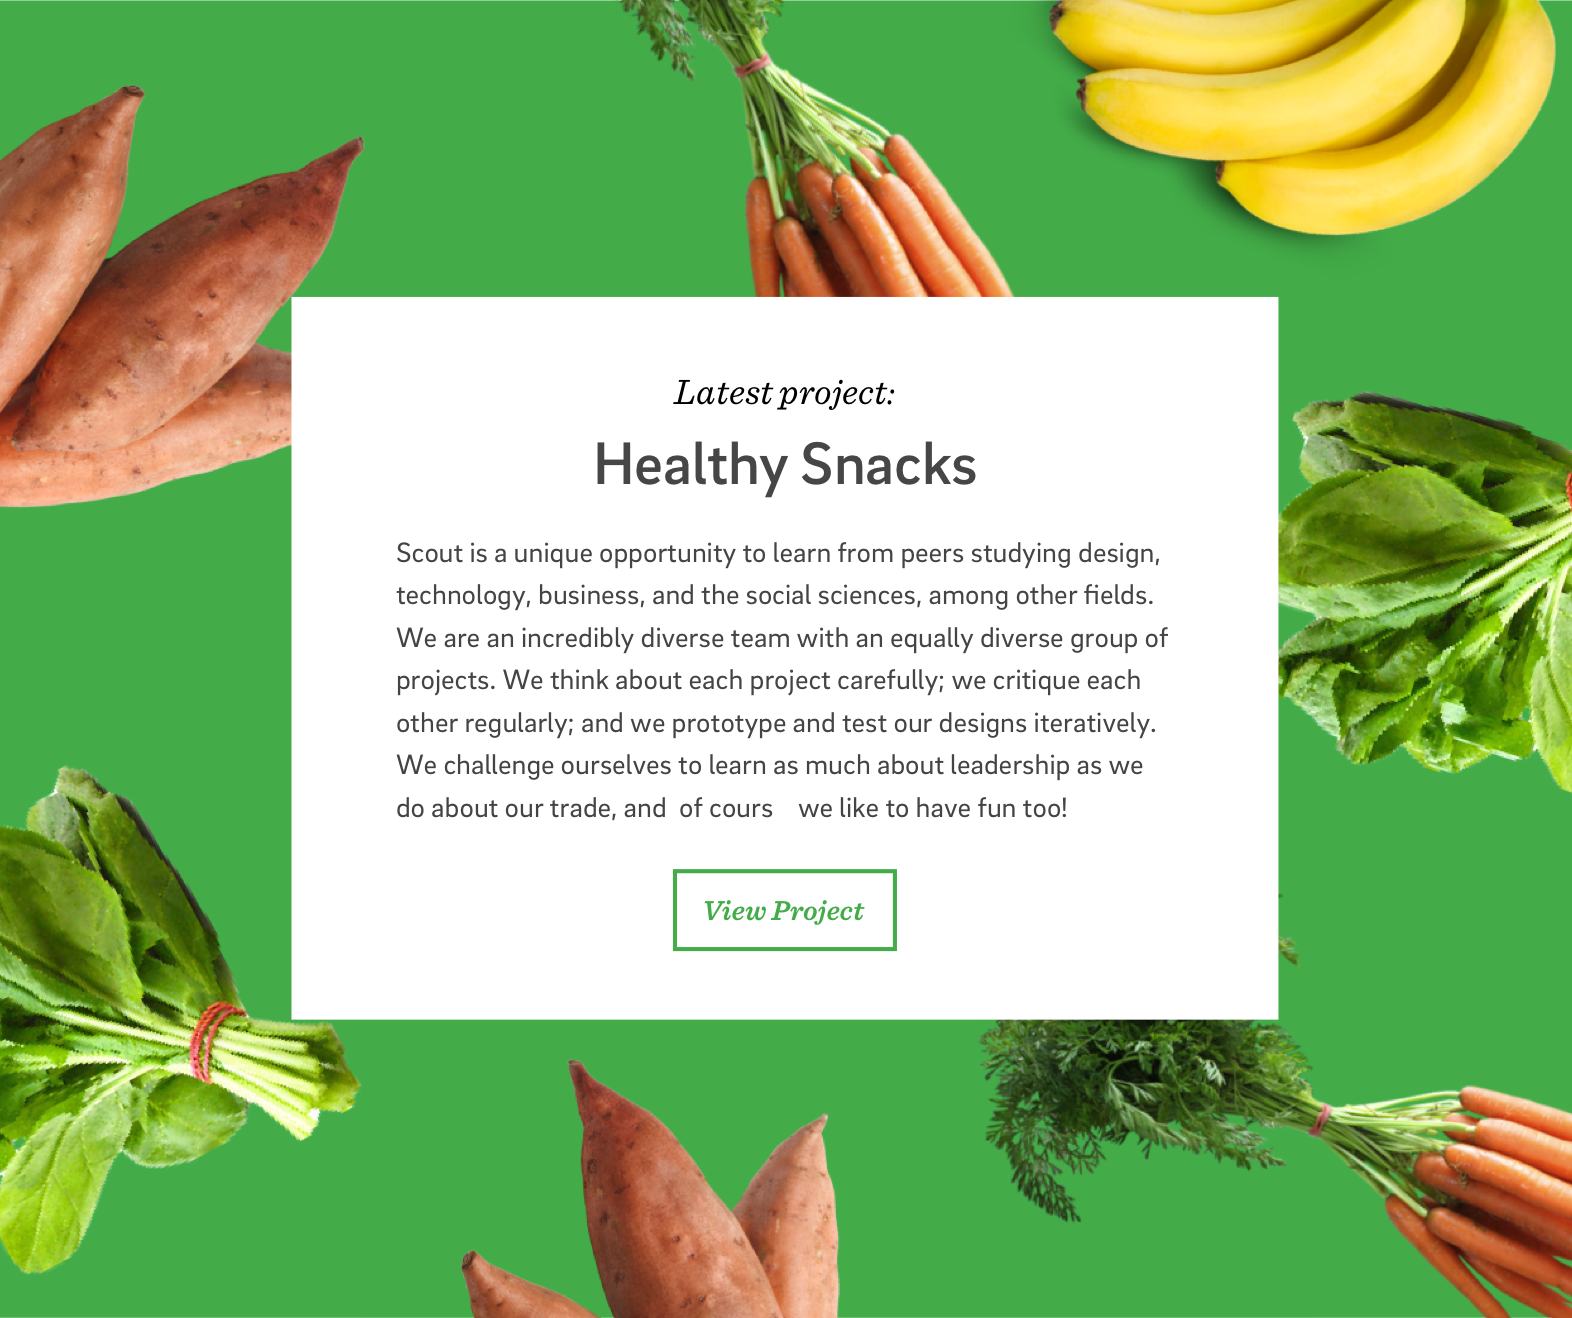 Latest project:
Healthy Snacks
Scout is a unique opportunity to learn from peers studying design,
technology, business, and the social sciences, among other fields.
We are an incredibly diverse team with an equally diverse group of
projects. We think about each project carefully; we critique each
other regularly; and we prototype and test our designs iteratively.
We challenge ourselves to learn as much about leadership as we
do about our trade, and of cours we like to have fun too!
View Project